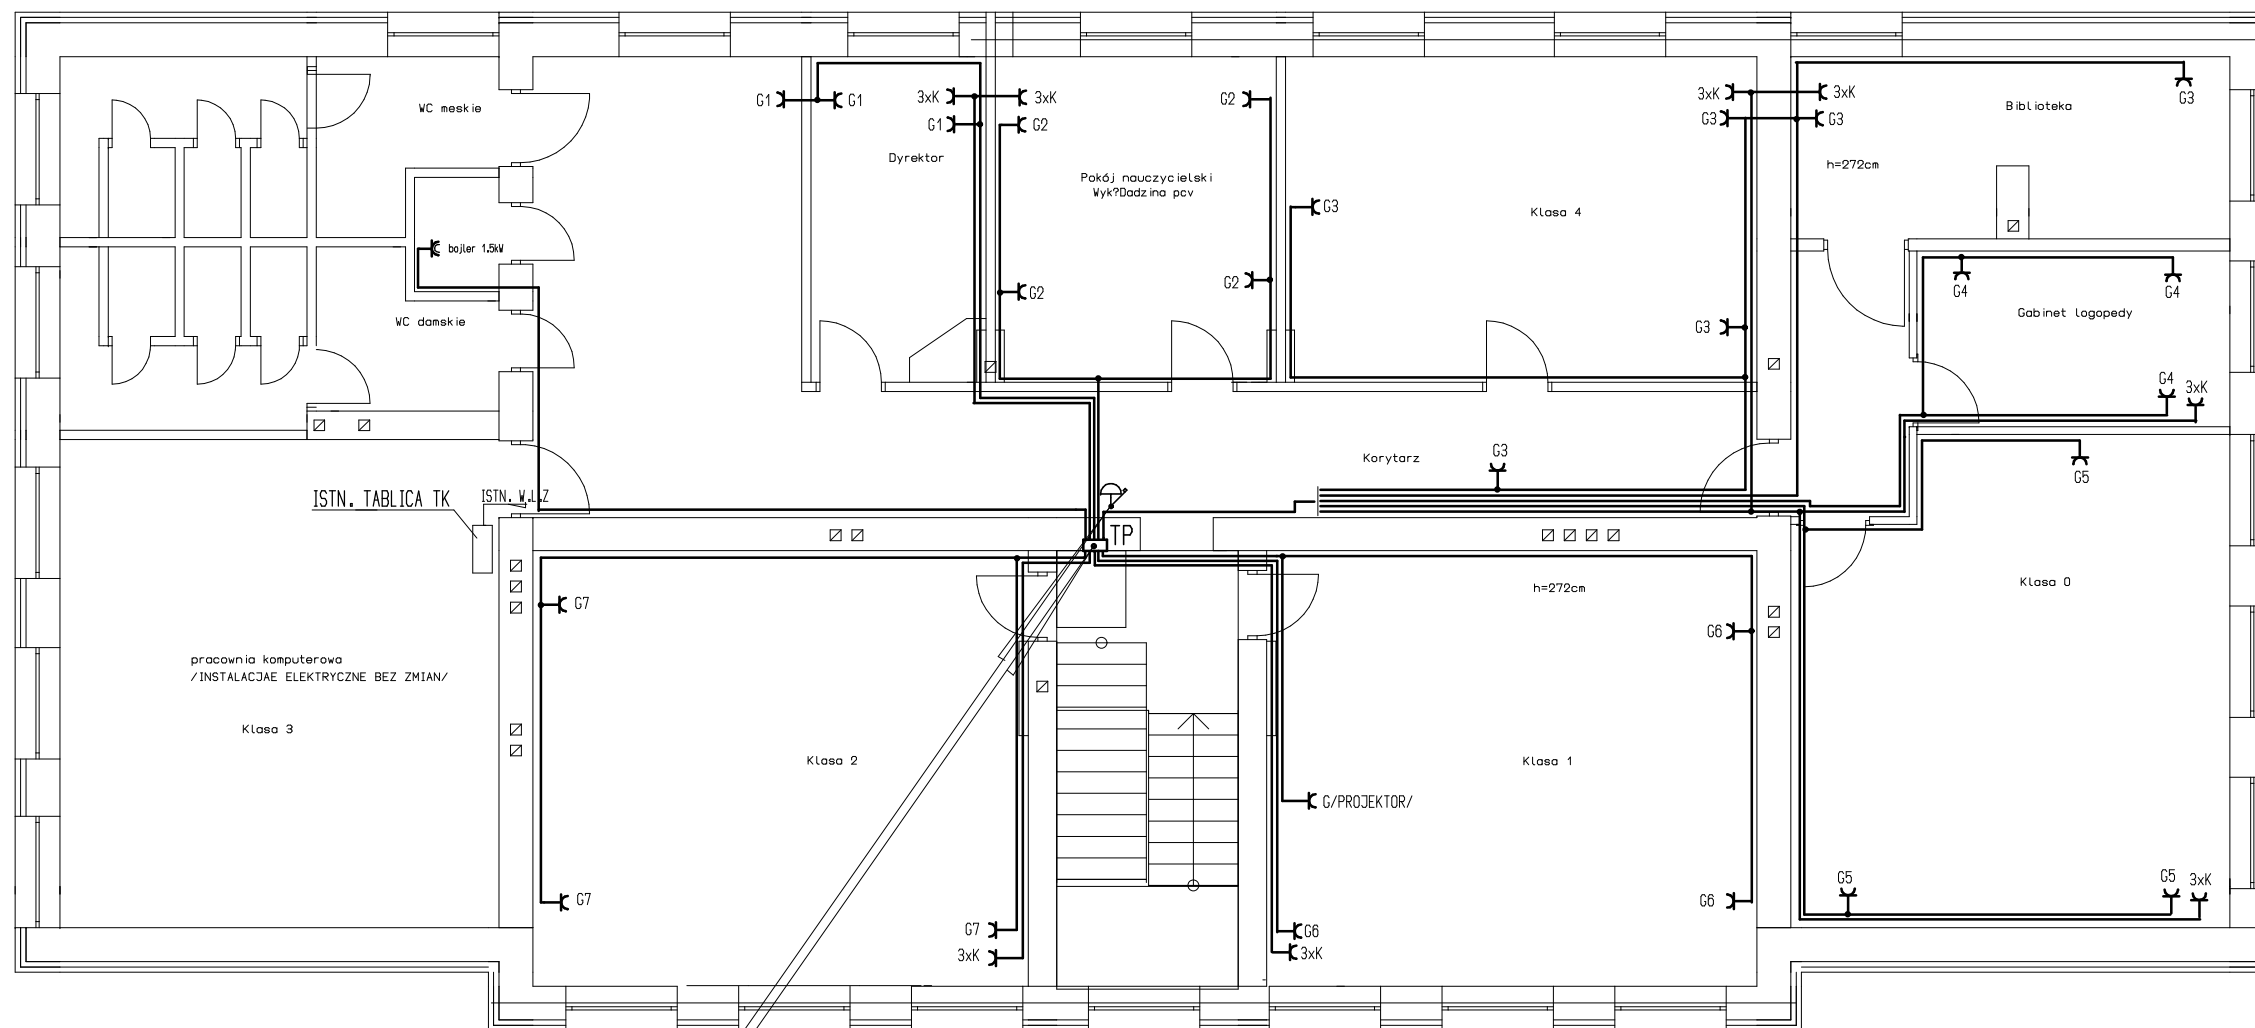 WC meskie
G1
G1
3xK
3xK
G1
G2
G2
3xK
3xK
G3
G3
G3
Biblioteka
Dyrektor
h=272cm
Pokój nauczycielski
Wyk?Dadzina pcv
G3
Klasa 4
bojler 1.5kW
G2
G2
G4
G4
WC damskie
G3
Gabinet logopedy
G4
3xK
G3
Korytarz
G5
ISTN. TABLICA TK
ISTN. W.L.Z
TP
h=272cm
Klasa 0
G7
G6
pracownia komputerowa
/INSTALACJAE ELEKTRYCZNE BEZ ZMIAN/
Klasa 3
Klasa 2
Klasa 1
G/PROJEKTOR/
G7
G6
G5
G5
3xK
G7
G6
3xK
3xK